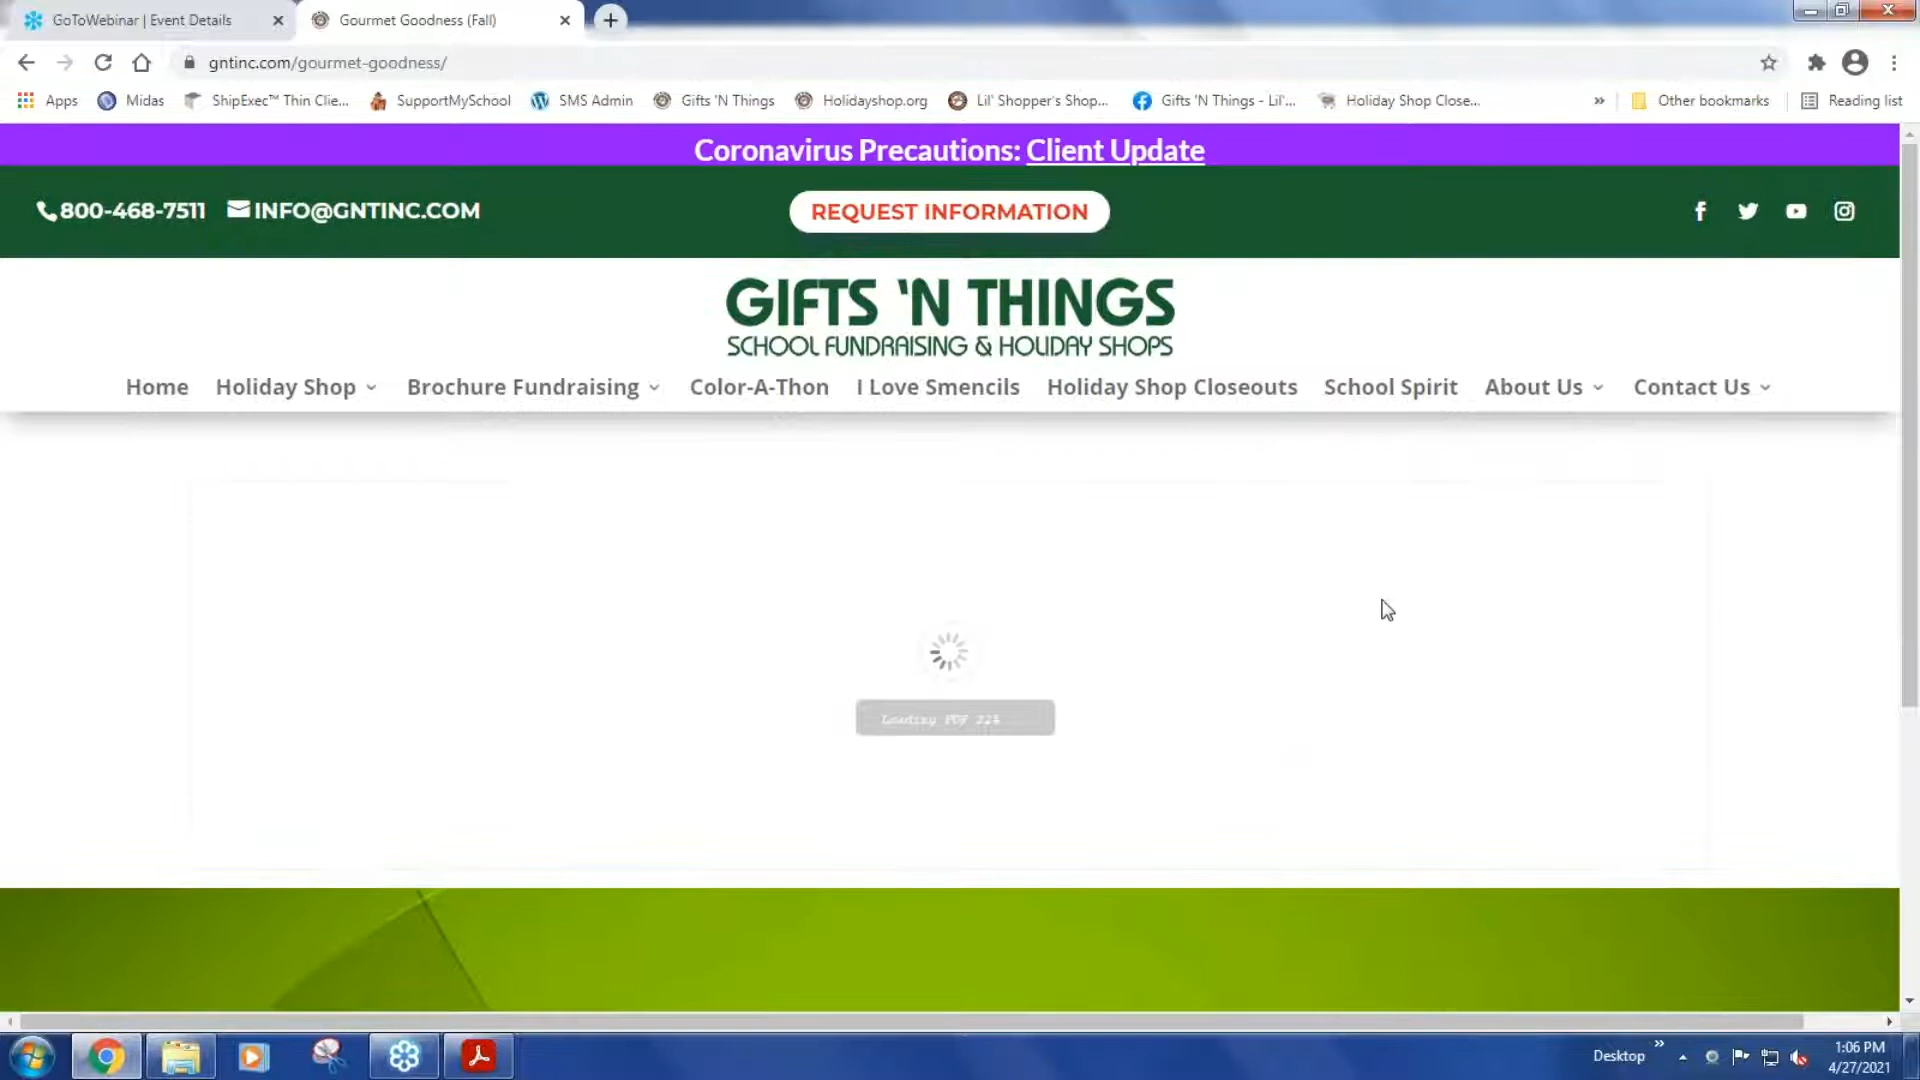 GoToWebinar | Event Details
Gourmet Goodness (Fall)
gntinc.com/gourmet-goodness/
Apps
Midas
ShipExec™ Thin Clie...
SupportMySchool
SMS Admin
Gifts 'N Things
Holidayshop.org
Lil' Shopper's Shop...
Gifts 'N Things - Lil'...
Holiday Shop Close...
»
Other bookmarks
Reading list
Coronavirus Precautions: Client Update
800-468-7511
INFO@GNTINC.COM
REQUEST INFORMATION
GIFTS 'N THINGS
SCHOOL FUNDRAISING & HOLIDAY SHOPS
Home
Holiday Shop
Brochure Fundraising
Color-A-Thon
I Love Smencils
Holiday Shop Closeouts
School Spirit
About Us
Contact Us
Loading PDF 22%
Desktop
»
1:06 PM
4/27/2021